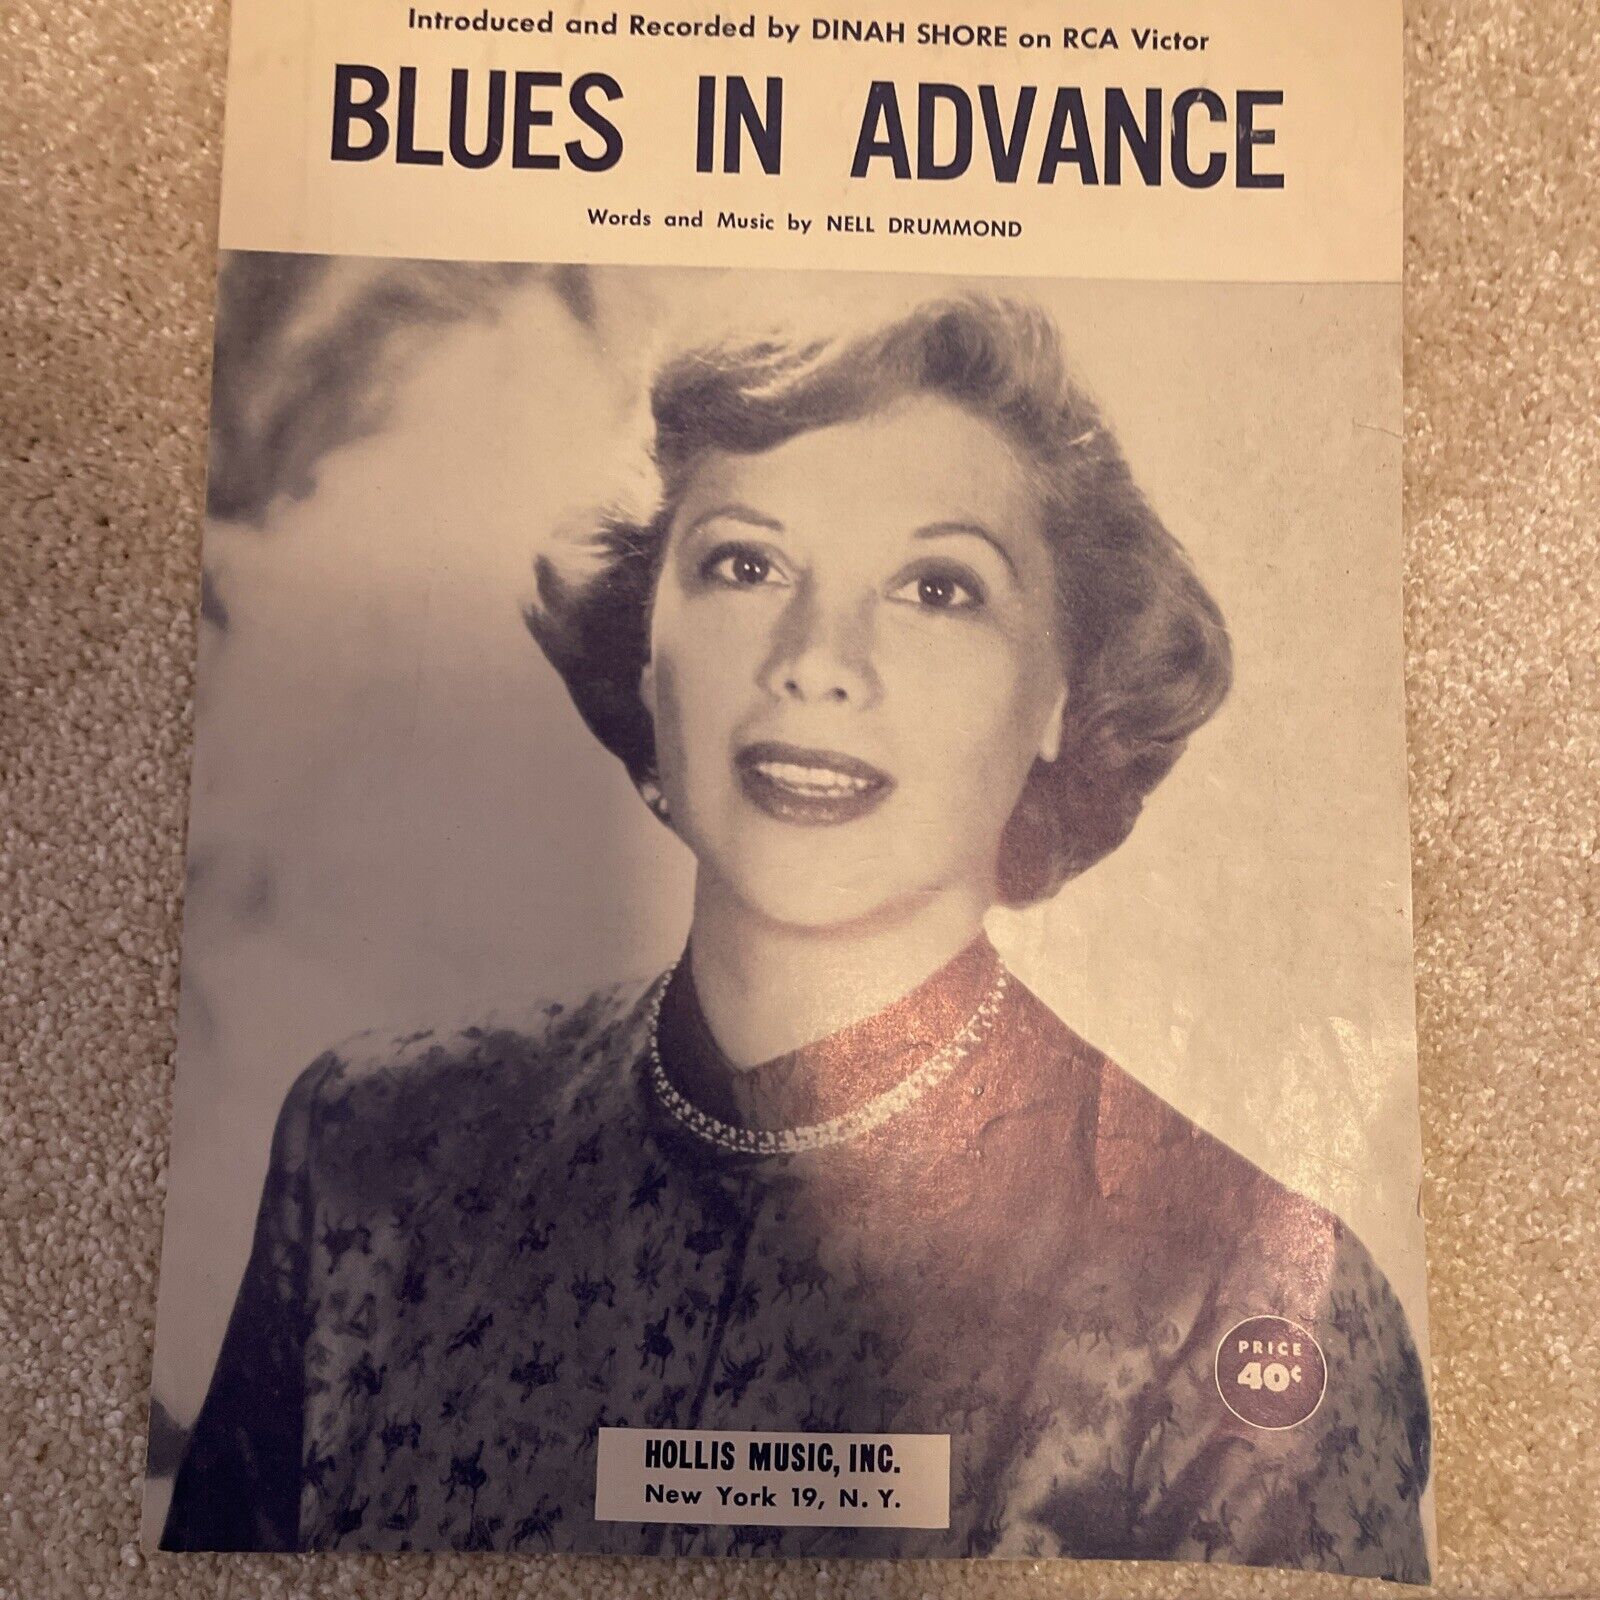 Introduced and Recorded by DINAH SHORE on RCA Victor
BLUES IN ADVANCE
Words and Music by NELL DRUMMOND
PRICE
40¢
HOLLIS MUSIC, INC.
New York 19, N. Y.